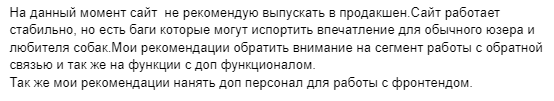 На данный момент сайт  не рекомендую выпускать в продакшен.Сайт работает
стабильно, но есть баги которые могут испортить впечатление для обычного юзера и
любителя собак.Мои рекомендации обратить внимание на сегмент работы с обратной
связью и так же на функции с доп функционалом.
Так же мои рекомендации нанять доп персонал для работы с фронтендом.